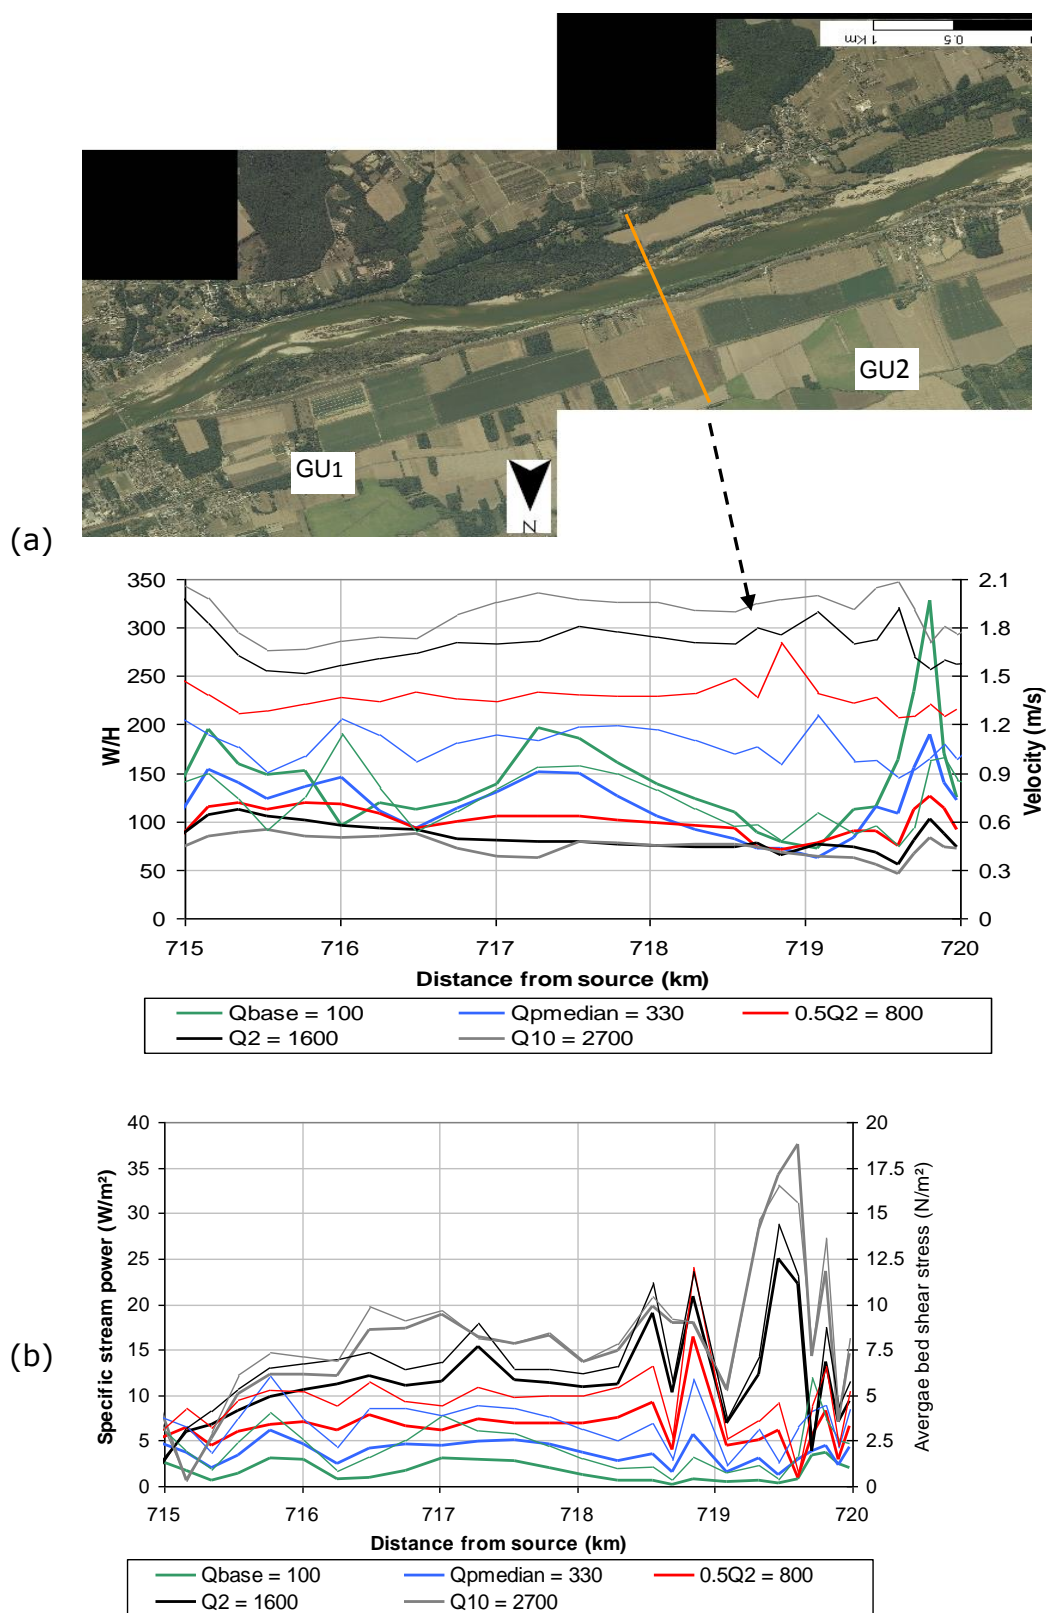 1 Km 0.5
GU2
GU1
N
(a)
350 2.1
300 1.8
250 1.5
200 1.2
150 0.9
100 0.6
50 0.3
0 0
W/H
Velocity (m/s)
715 716 717 718 719 720
Distance from source (km)
Qbase = 100 Qpmedian = 330 0.5Q2 = 800
Q2 = 1600 Q10 = 2700
(b)
40 20
35 17.5
30 15
25 12.5
20 10
15 7.5
10 5
5 2.5
0 0
Specific stream power (W/m²)
Avergae bed shear stress (N/m²)
715 716 717 718 719 720
Distance from source (km)
Qbase = 100 Qpmedian = 330 0.5Q2 = 800
Q2 = 1600 Q10 = 2700